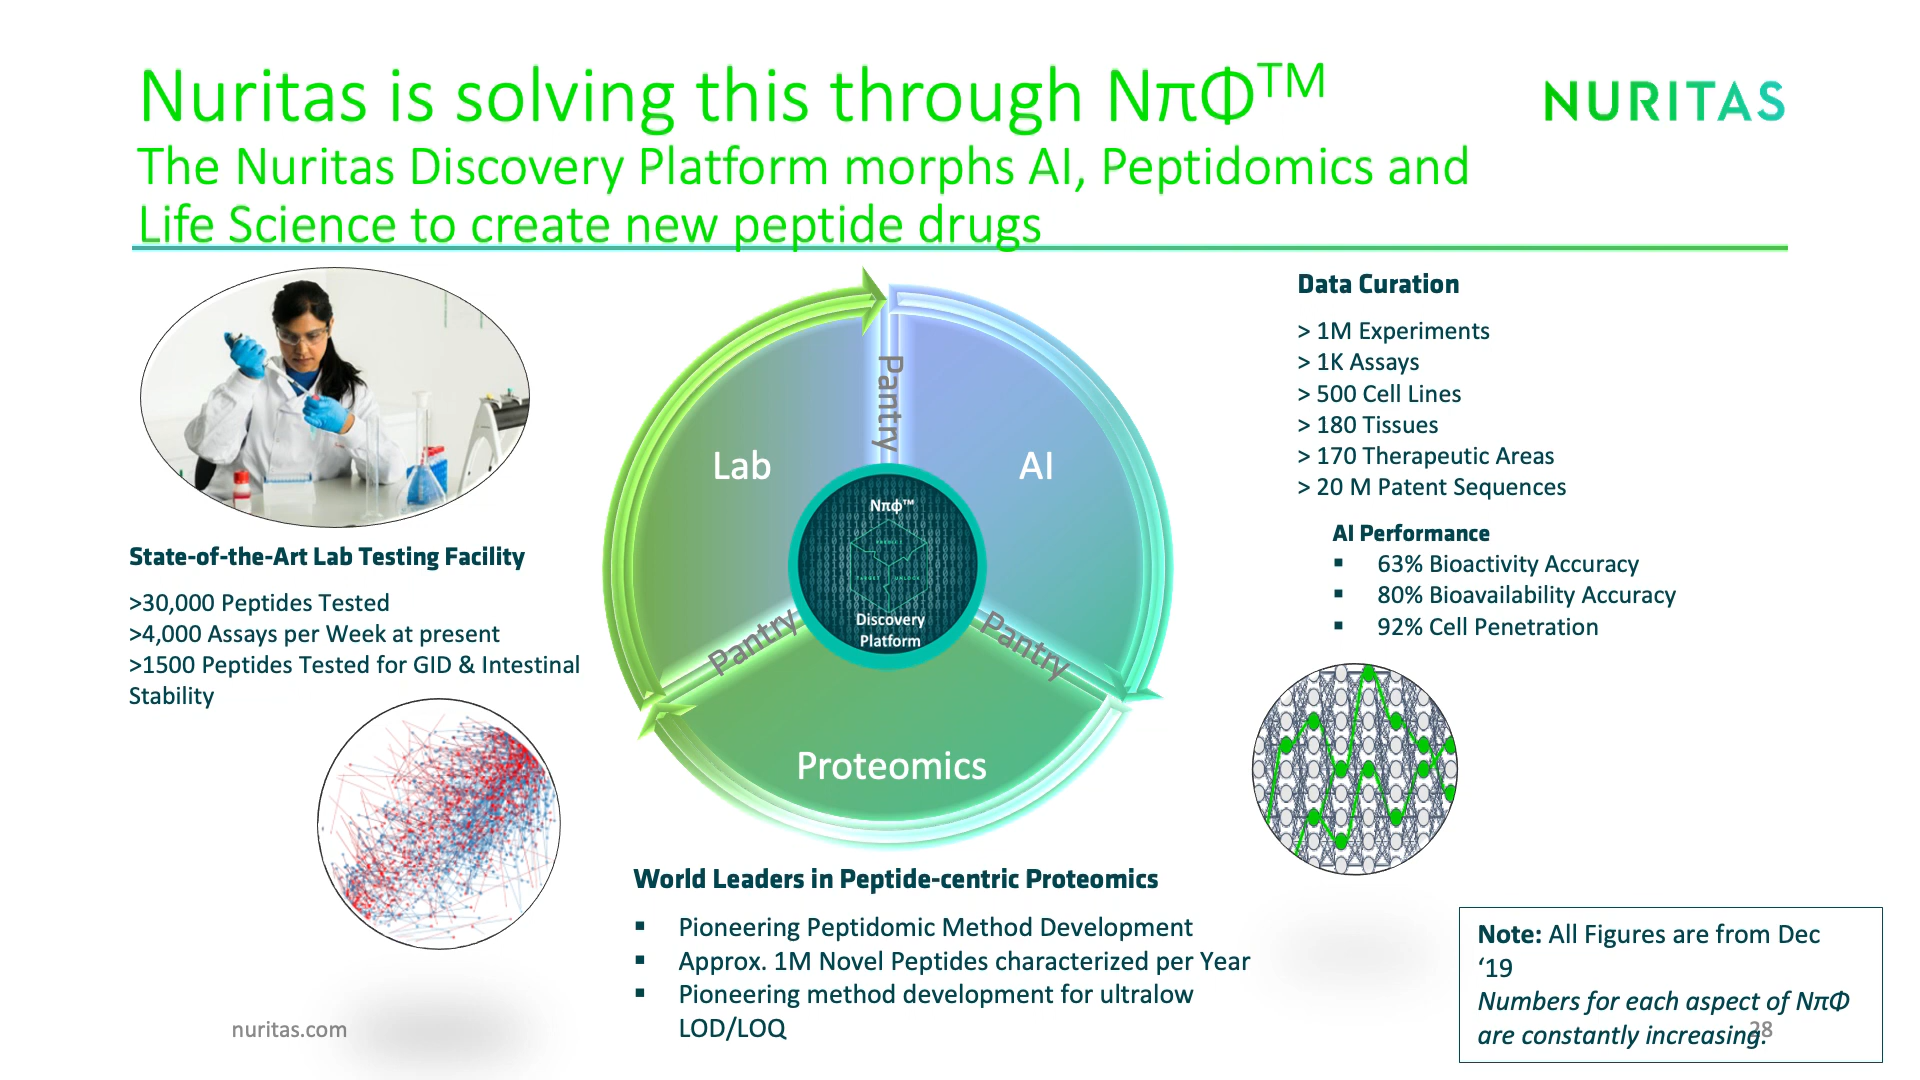 Nuritas is solving this through NπΦ™
NURITAS
The Nuritas Discovery Platform morphs AI, Peptidomics and
Life Science to create new peptide drugs
State-of-the-Art Lab Testing Facility
>30,000 Peptides Tested
>4,000 Assays per Week at present
>1500 Peptides Tested for GID & Intestinal
Stability
Lab
Pantry
AI
Nπφ™
PREDICT
TARGET
UNLOCK
Discovery
Platform
Pantry
Pantry
Proteomics
Data Curation
> 1M Experiments
> 1K Assays
> 500 Cell Lines
> 180 Tissues
> 170 Therapeutic Areas
> 20 M Patent Sequences
AI Performance
▪ 63% Bioactivity Accuracy
▪ 80% Bioavailability Accuracy
▪ 92% Cell Penetration
World Leaders in Peptide-centric Proteomics
▪ Pioneering Peptidomic Method Development
▪ Approx. 1M Novel Peptides characterized per Year
▪ Pioneering method development for ultralow
LOD/LOQ
Note: All Figures are from Dec
‘19
Numbers for each aspect of NπΦ
are constantly increasing.
nuritas.com
28